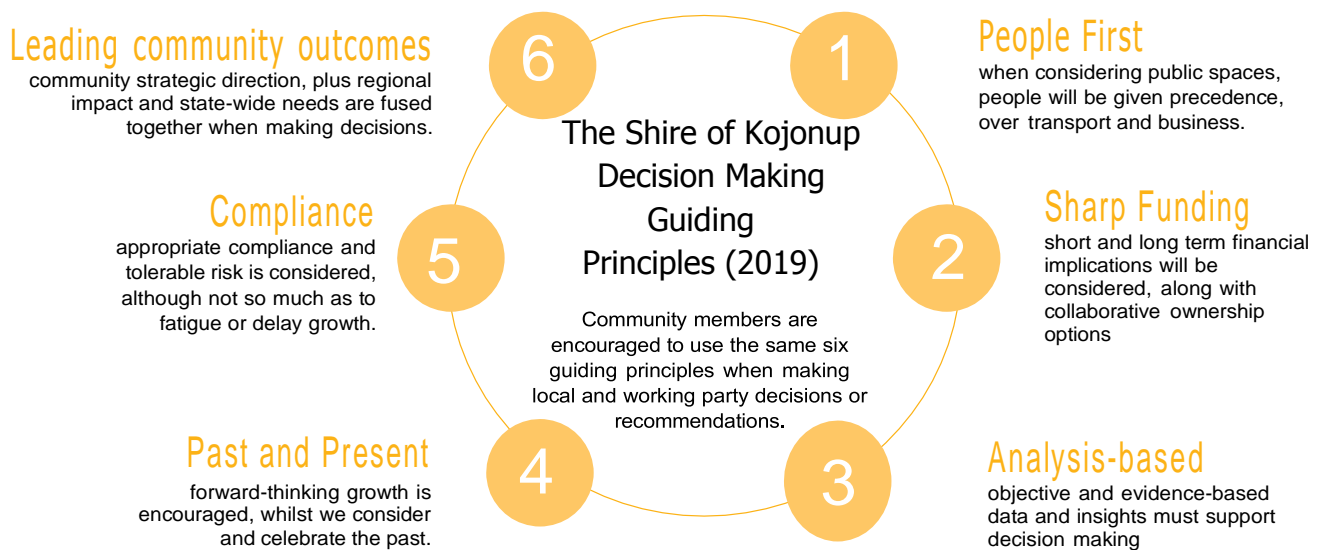 The Shire of Kojonup
Decision Making
Guiding
Principles (2019)
Community members are
encouraged to use the same six
guiding principles when making
local and working party decisions or
recommendations.
1
People First
when considering public spaces,
people will be given precedence,
over transport and business.
2
Sharp Funding
short and long term financial
implications will be
considered, along with
collaborative ownership
options
3
Analysis-based
objective and evidence-based
data and insights must support
decision making
4
Past and Present
forward-thinking growth is
encouraged, whilst we consider
and celebrate the past.
5
Compliance
appropriate compliance and
tolerable risk is considered,
although not so much as to
fatigue or delay growth.
6
Leading community outcomes
community strategic direction, plus regional
impact and state-wide needs are fused
together when making decisions.